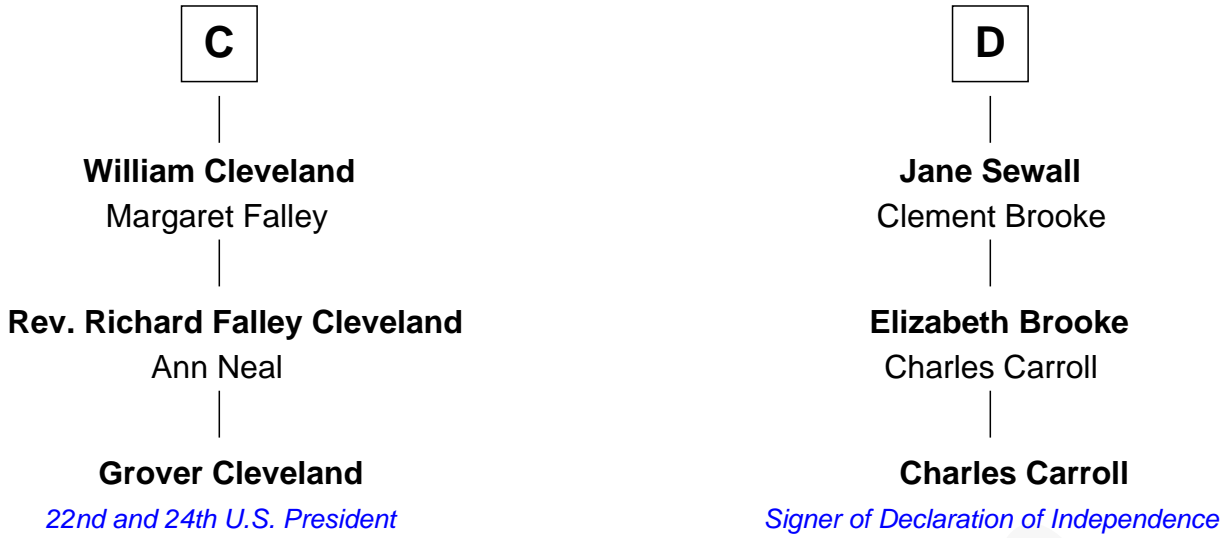 C
William Cleveland
Margaret Falley
Rev. Richard Falley Cleveland
Ann Neal
Grover Cleveland
22nd and 24th U.S. President
D
Jane Sewall
Clement Brooke
Elizabeth Brooke
Charles Carroll
Charles Carroll
Signer of Declaration of Independence